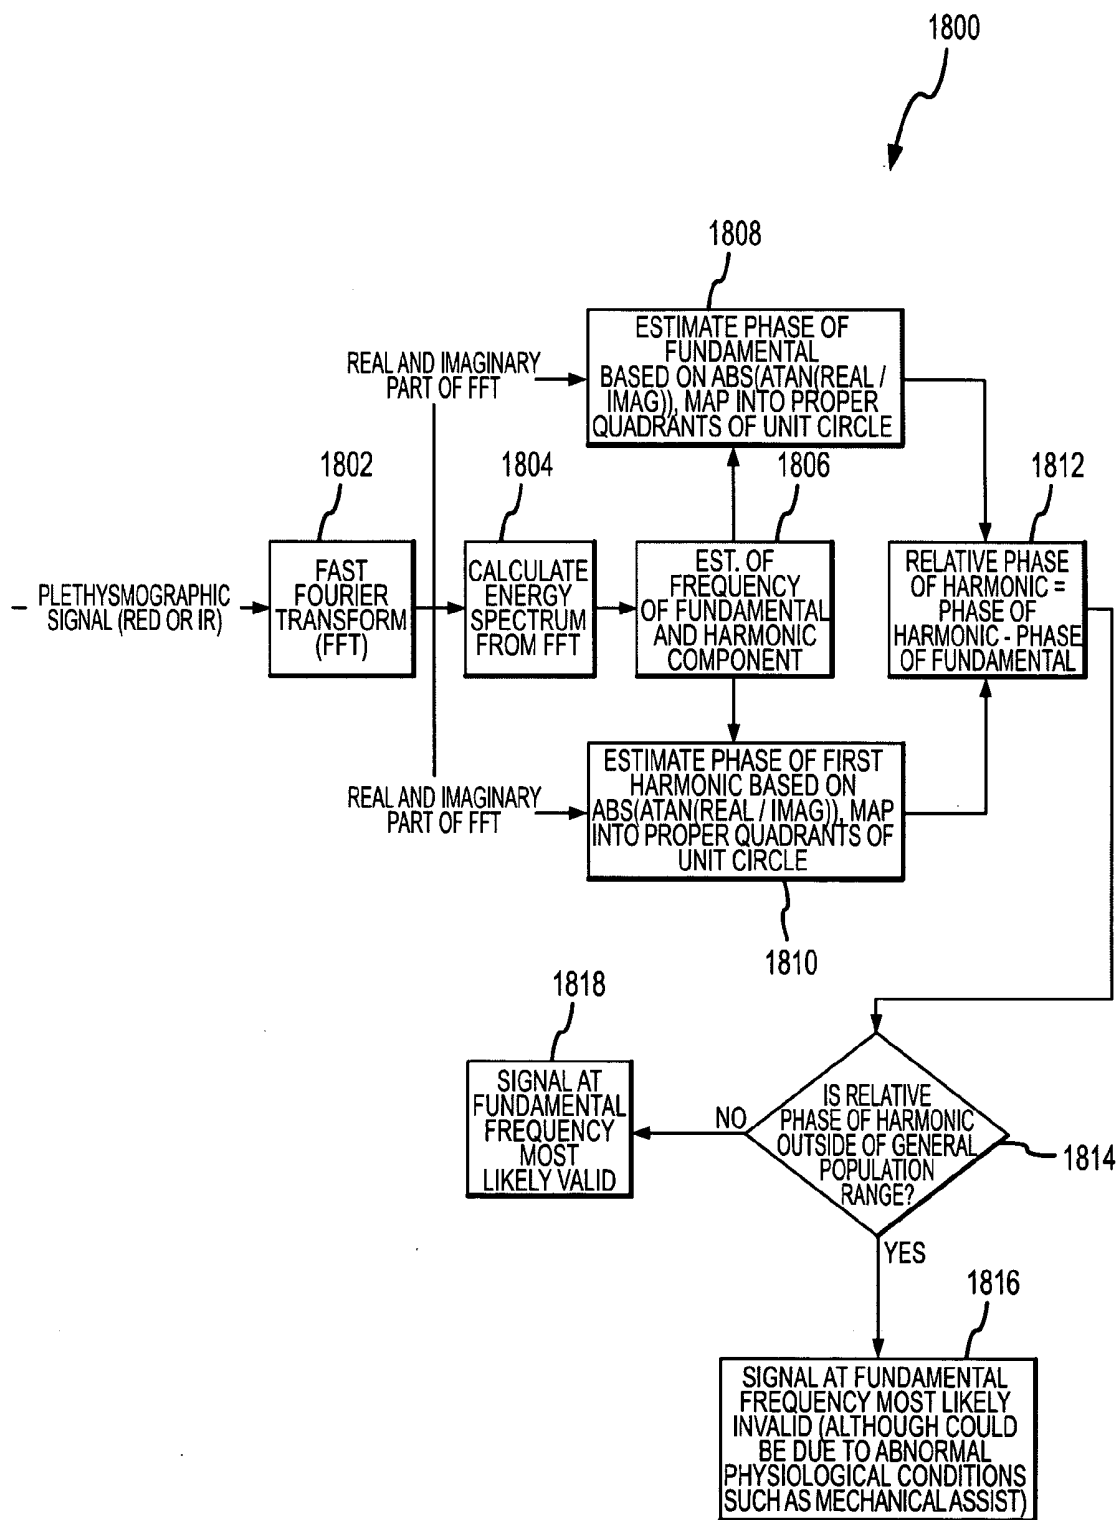 1800
1808
ESTIMATE PHASE OF
FUNDAMENTAL
BASED ON ABS(ATAN(REAL /
IMAG)), MAP INTO PROPER
QUADRANTS OF UNIT CIRCLE
REAL AND IMAGINARY
PART OF FFT
1802
1804
1806
1812
PLETHYSMOGRAPHIC
SIGNAL (RED OR IR)
FAST
FOURIER
TRANSFORM
(FFT)
CALCULATE
ENERGY
SPECTRUM
FROM FFT
EST. OF
FREQUENCY
OF FUNDAMENTAL
AND HARMONIC
COMPONENT
RELATIVE PHASE
OF HARMONIC =
PHASE OF
HARMONIC - PHASE
OF FUNDAMENTAL
REAL AND IMAGINARY
PART OF FFT
ESTIMATE PHASE OF FIRST
HARMONIC BASED ON
ABS(ATAN(REAL / IMAG)), MAP
INTO PROPER QUADRANTS OF
UNIT CIRCLE
1810
1818
SIGNAL AT
FUNDAMENTAL
FREQUENCY
MOST
LIKELY VALID
NO
IS RELATIVE
PHASE OF HARMONIC
OUTSIDE OF GENERAL
POPULATION
RANGE?
1814
YES
1816
SIGNAL AT FUNDAMENTAL
FREQUENCY MOST LIKELY
INVALID (ALTHOUGH COULD
BE DUE TO ABNORMAL
PHYSIOLOGICAL CONDITIONS
SUCH AS MECHANICAL ASSIST)